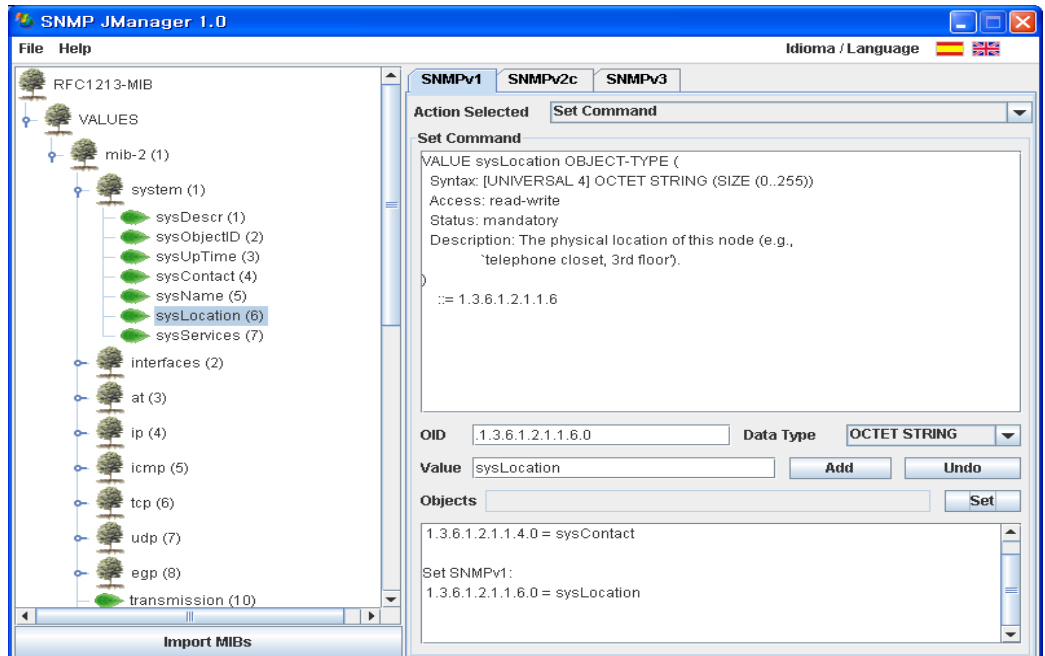 SNMP JManager 1.0
File Help
Idioma / Language
RFC1213-MIB
VALUES
mib-2 (1)
system (1)
sysDescr (1)
sysObjectID (2)
sysUpTime (3)
sysContact (4)
sysName (5)
sysLocation (6)
sysServices (7)
interfaces (2)
at (3)
ip (4)
icmp (5)
tcp (6)
udp (7)
egp (8)
transmission (10)
Import MIBs
SNMPv1 SNMPv2c SNMPv3
Action Selected Set Command
Set Command
VALUE sysLocation OBJECT-TYPE (
Syntax: [UNIVERSAL 4] OCTET STRING (SIZE (0..255))
Access: read-write
Status: mandatory
Description: The physical location of this node (e.g.,
`telephone closet, 3rd floor').
)
::= 1.3.6.1.2.1.1.6
OID .1.3.6.1.2.1.1.6.0 Data Type OCTET STRING
Value sysLocation Add Undo
Objects Set
1.3.6.1.2.1.1.4.0 = sysContact
Set SNMPv1:
1.3.6.1.2.1.1.6.0 = sysLocation